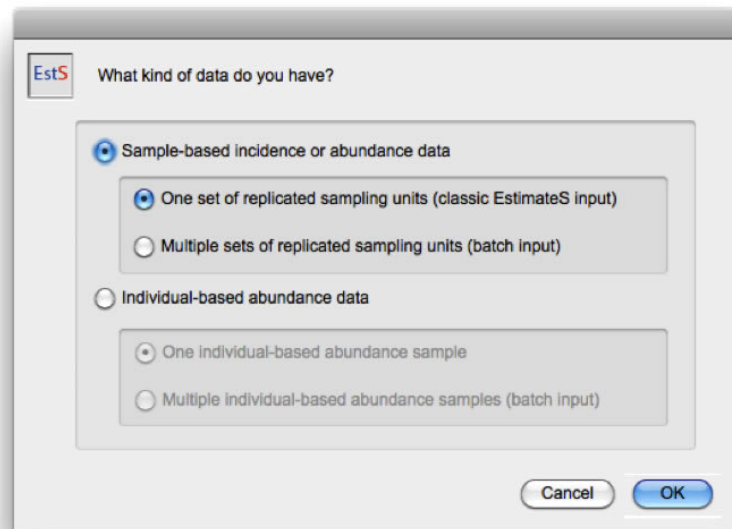 EstS
What kind of data do you have?
Sample-based incidence or abundance data
One set of replicated sampling units (classic EstimateS input)
Multiple sets of replicated sampling units (batch input)
Individual-based abundance data
One individual-based abundance sample
Multiple individual-based abundance samples (batch input)
Cancel
OK